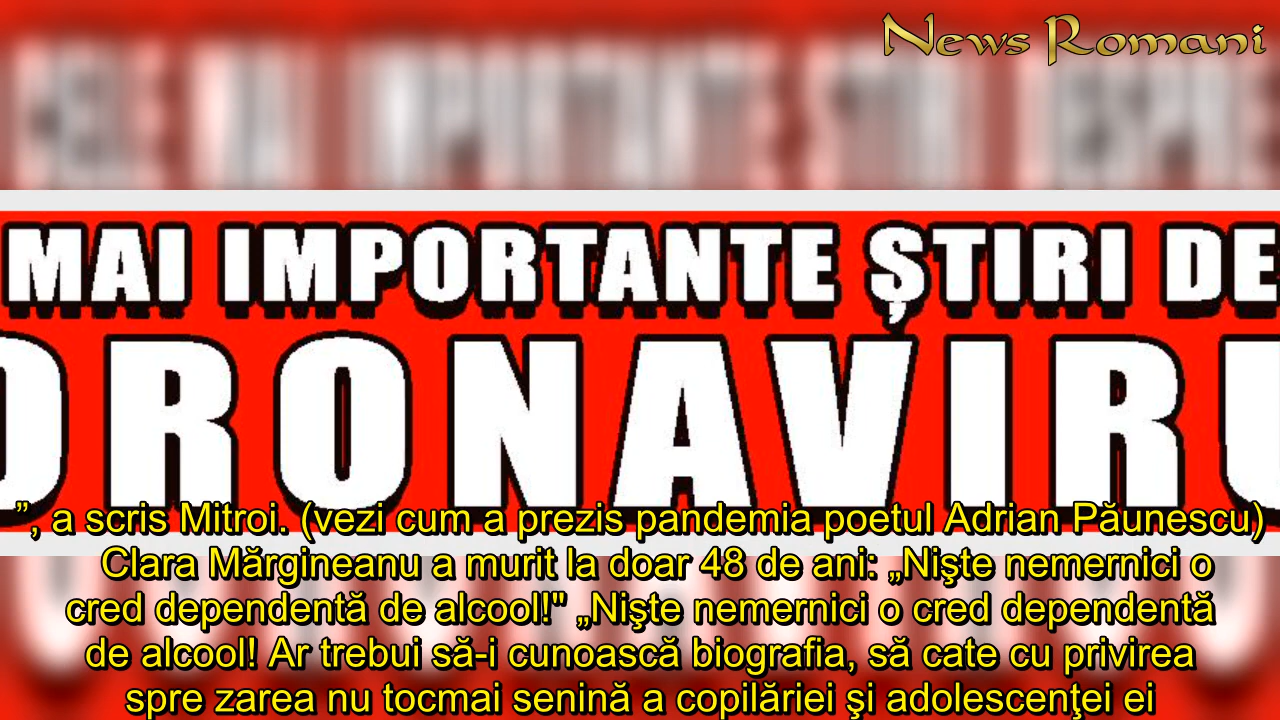 News Romani
MAI IMPORTANTE ŞTIRI DE
ORONAVIRU
”, a scris Mitroi. (vezi cum a prezis pandemia poetul Adrian Păunescu)
Clara Mărgineanu a murit la doar 48 de ani: „Nişte nemernici o
cred dependentă de alcool!" „Nişte nemernici o cred dependentă
de alcool! Ar trebui să-i cunoască biografia, să cate cu privirea
spre zarea nu tocmai senină a copilăriei şi adolescenţei ei